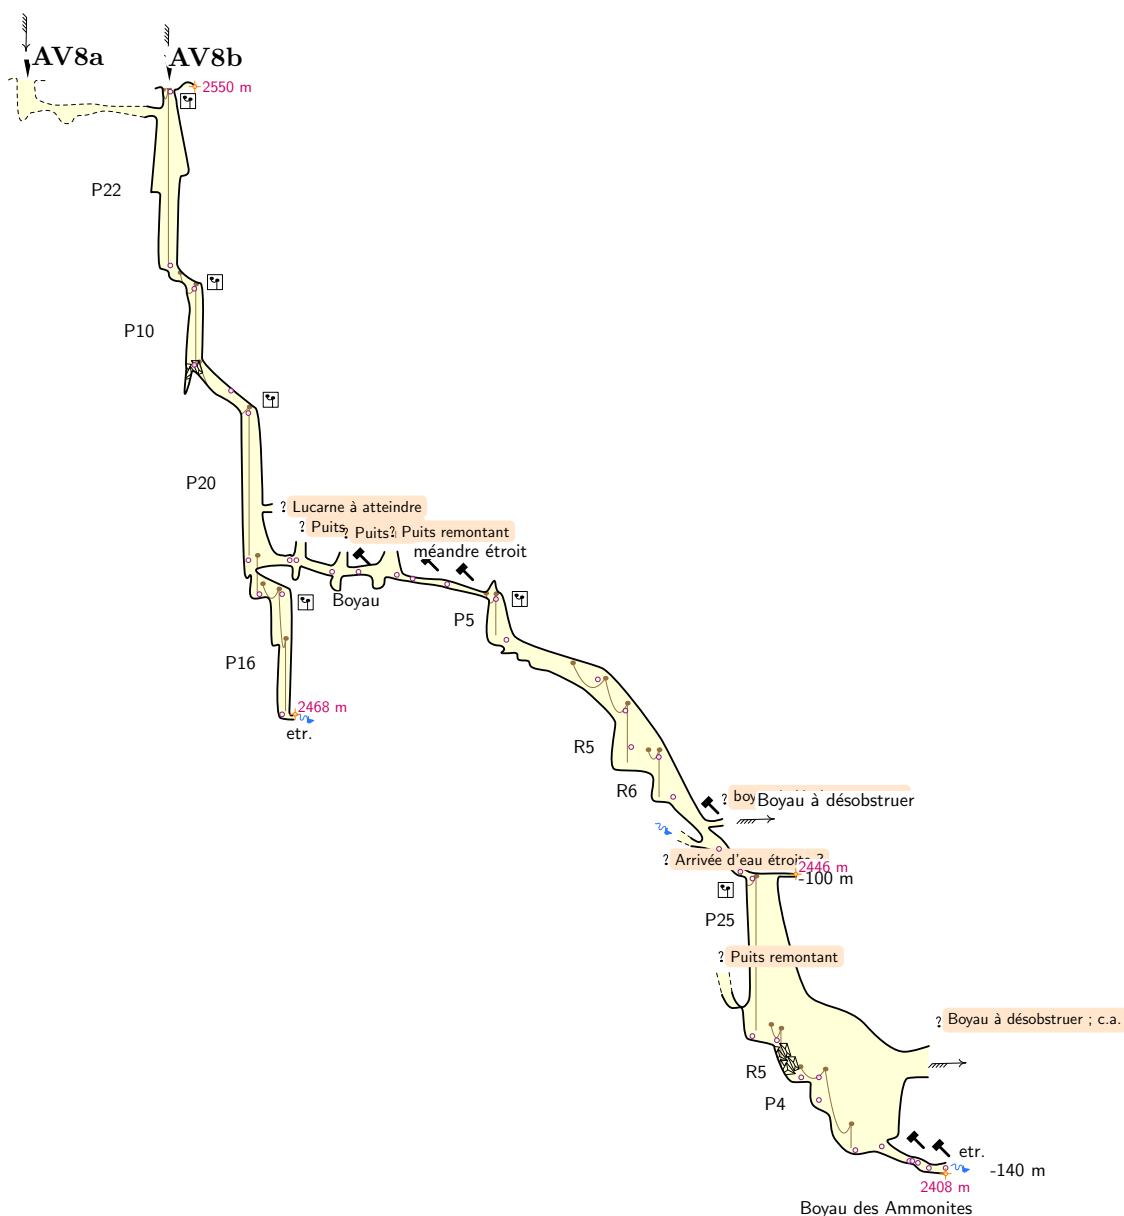 AV8a
AV8b
2550 m
P22
P10
P20
? Lucarne à atteindre
? Puits
? Puits
? Puits remontant
méandre étroit
Boyau
P5
P16
2468 m
etr.
R5
R6
? boy
Boyau à désobstruer
? Arrivée d'eau étroite ?
2446 m
-100 m
P25
? Puits remontant
? Boyau à désobstruer ; c.a.
R5
P4
etr.
-140 m
2408 m
Boyau des Ammonites